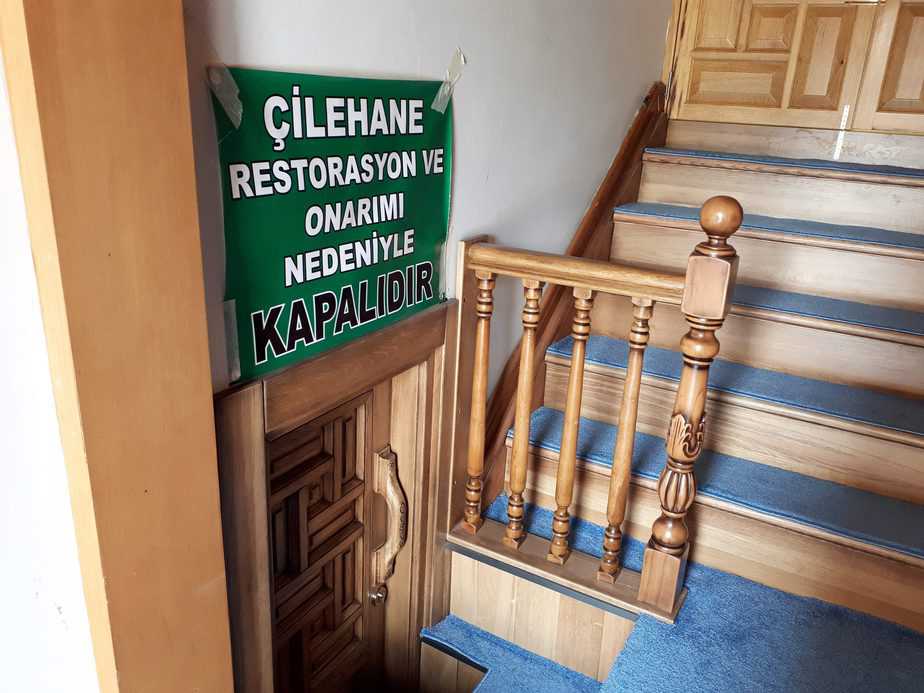 ÇİLEHANE
RESTORASYON VE
ONARIMI
NEDENİYLE
KAPALIDIR